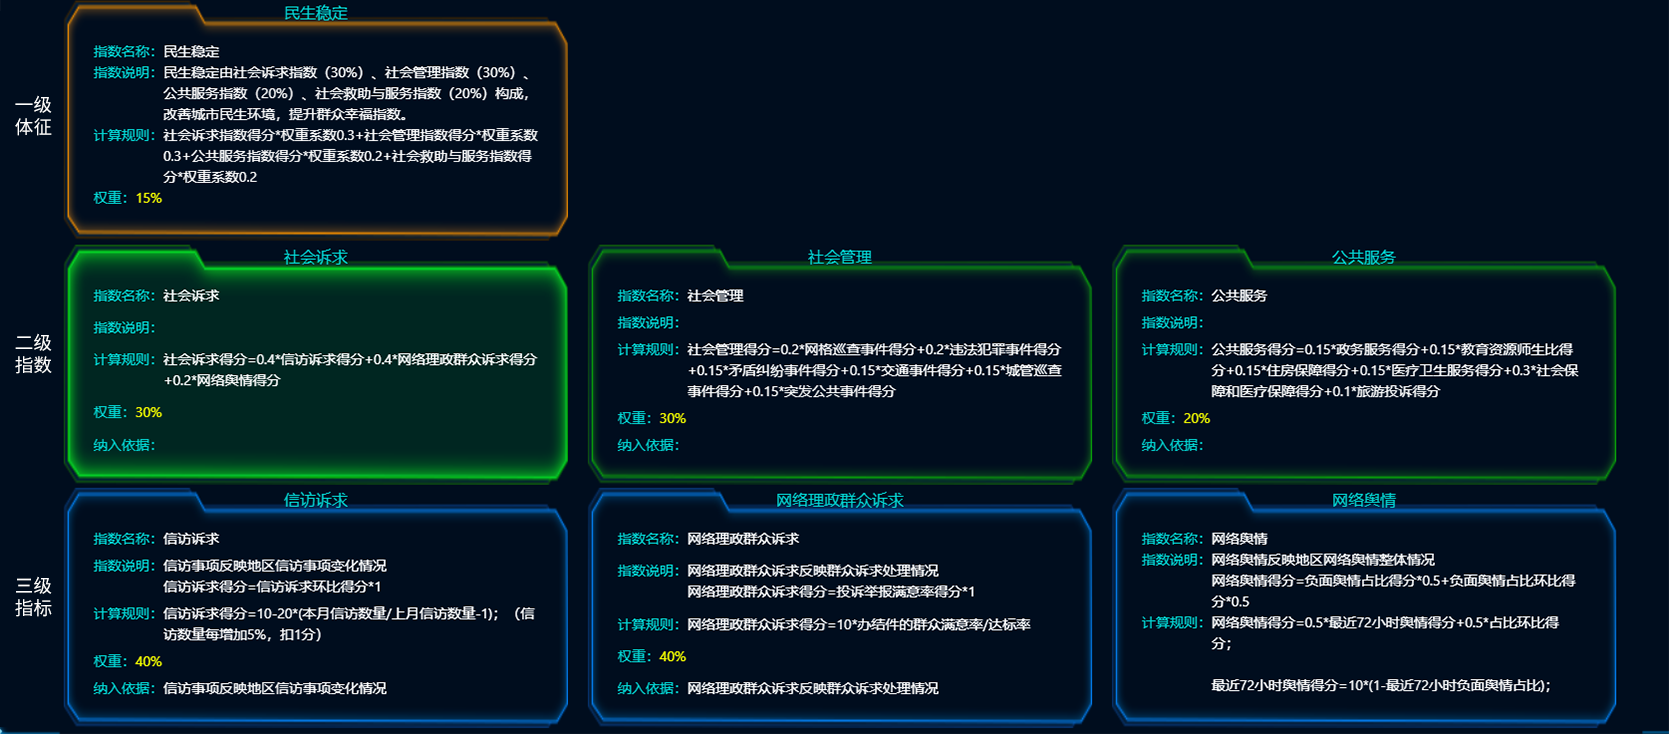 民生稳定
一级
体征
指数名称：民生稳定
指数说明：民生稳定由社会诉求指数（30%）、社会管理指数（30%）、
公共服务指数（20%）、社会救助与服务指数（20%）构成，
改善城市民生环境，提升群众幸福指数。
计算规则：社会诉求指数得分*权重系数0.3+社会管理指数得分*权重系数
0.3+公共服务指数得分*权重系数0.2+社会救助与服务指数得
分*权重系数0.2
权重：15%
二级
指数
社会诉求
指数名称：社会诉求
指数说明：
计算规则：社会诉求得分=0.4*信访诉求得分+0.4*网络理政群众诉求得分
+0.2*网络舆情得分
权重：30%
纳入依据：
社会管理
指数名称：社会管理
指数说明：
计算规则：社会管理得分=0.2*网格巡查事件得分+0.2*违法犯罪事件得分
+0.15*矛盾纠纷事件得分+0.15*交通事件得分+0.15*城管巡查
事件得分+0.15*突发公共事件得分
权重：30%
纳入依据：
公共服务
指数名称：公共服务
指数说明：
计算规则：公共服务得分=0.15*政务服务得分+0.15*教育资源师生比得
分+0.15*住房保障得分+0.15*医疗卫生服务得分+0.3*社会保
障和医疗保障得分+0.1*旅游投诉得分
权重：20%
纳入依据：
三级
指标
信访诉求
指数名称：信访诉求
指数说明：信访事项反映地区信访事项变化情况
信访诉求得分=信访诉求环比得分*1
计算规则：信访诉求得分=10-20*(本月信访数量/上月信访数量-1)；（信
访数量每增加5%，扣1分）
权重：40%
纳入依据：信访事项反映地区信访事项变化情况
网络理政群众诉求
指数名称：网络理政群众诉求
指数说明：网络理政群众诉求反映群众诉求处理情况
网络理政群众诉求得分=投诉举报满意率得分*1
计算规则：网络理政群众诉求得分=10*办结件的群众满意率/达标率
权重：40%
纳入依据：网络理政群众诉求反映群众诉求处理情况
网络舆情
指数名称：网络舆情
指数说明：网络舆情反映地区网络舆情整体情况
网络舆情得分=负面舆情占比得分*0.5+负面舆情占比环比得
分*0.5
计算规则：网络舆情得分=0.5*最近72小时舆情得分+0.5*占比环比得
分；
最近72小时舆情得分=10*(1-最近72小时负面舆情占比)；